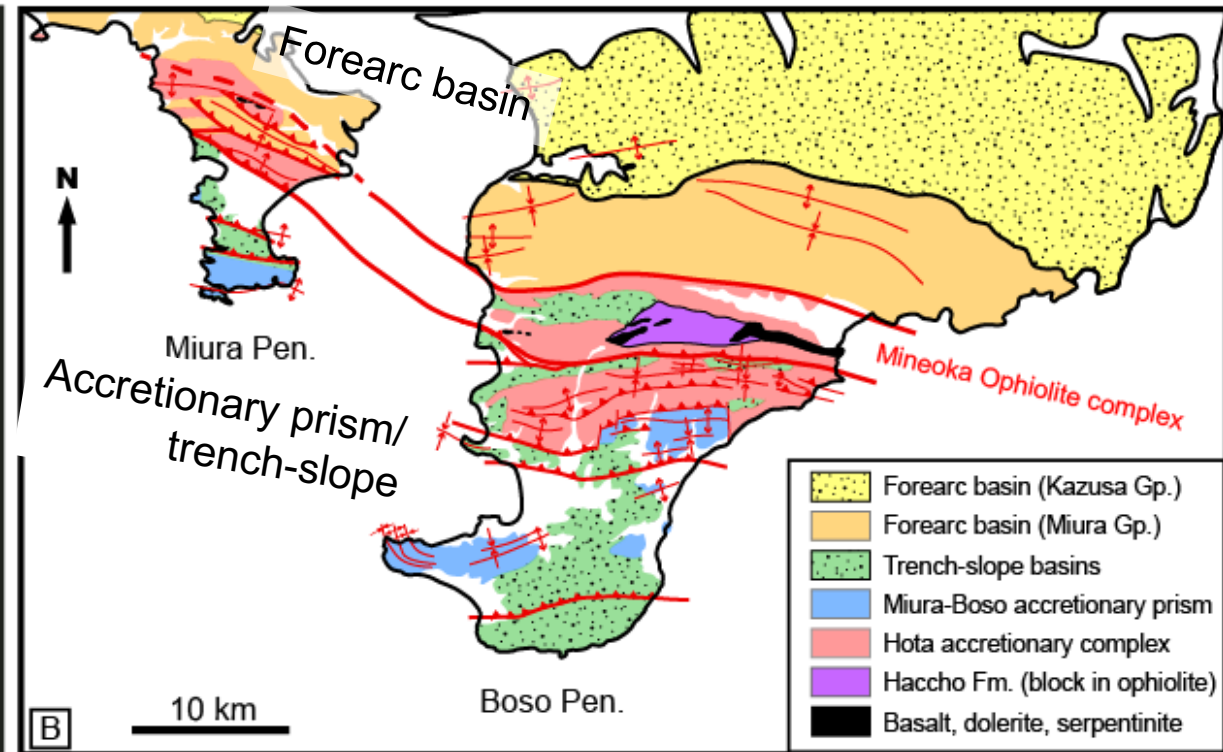 Forearc basin
N
Miura Pen.
Accretionary prism/
trench-slope
Mineoka Ophiolite complex
Forearc basin (Kazusa Gp.)
Forearc basin (Miura Gp.)
Trench-slope basins
Miura-Boso accretionary prism
Hota accretionary complex
Haccho Fm. (block in ophiolite)
Basalt, dolerite, serpentinite
Boso Pen.
10 km
B